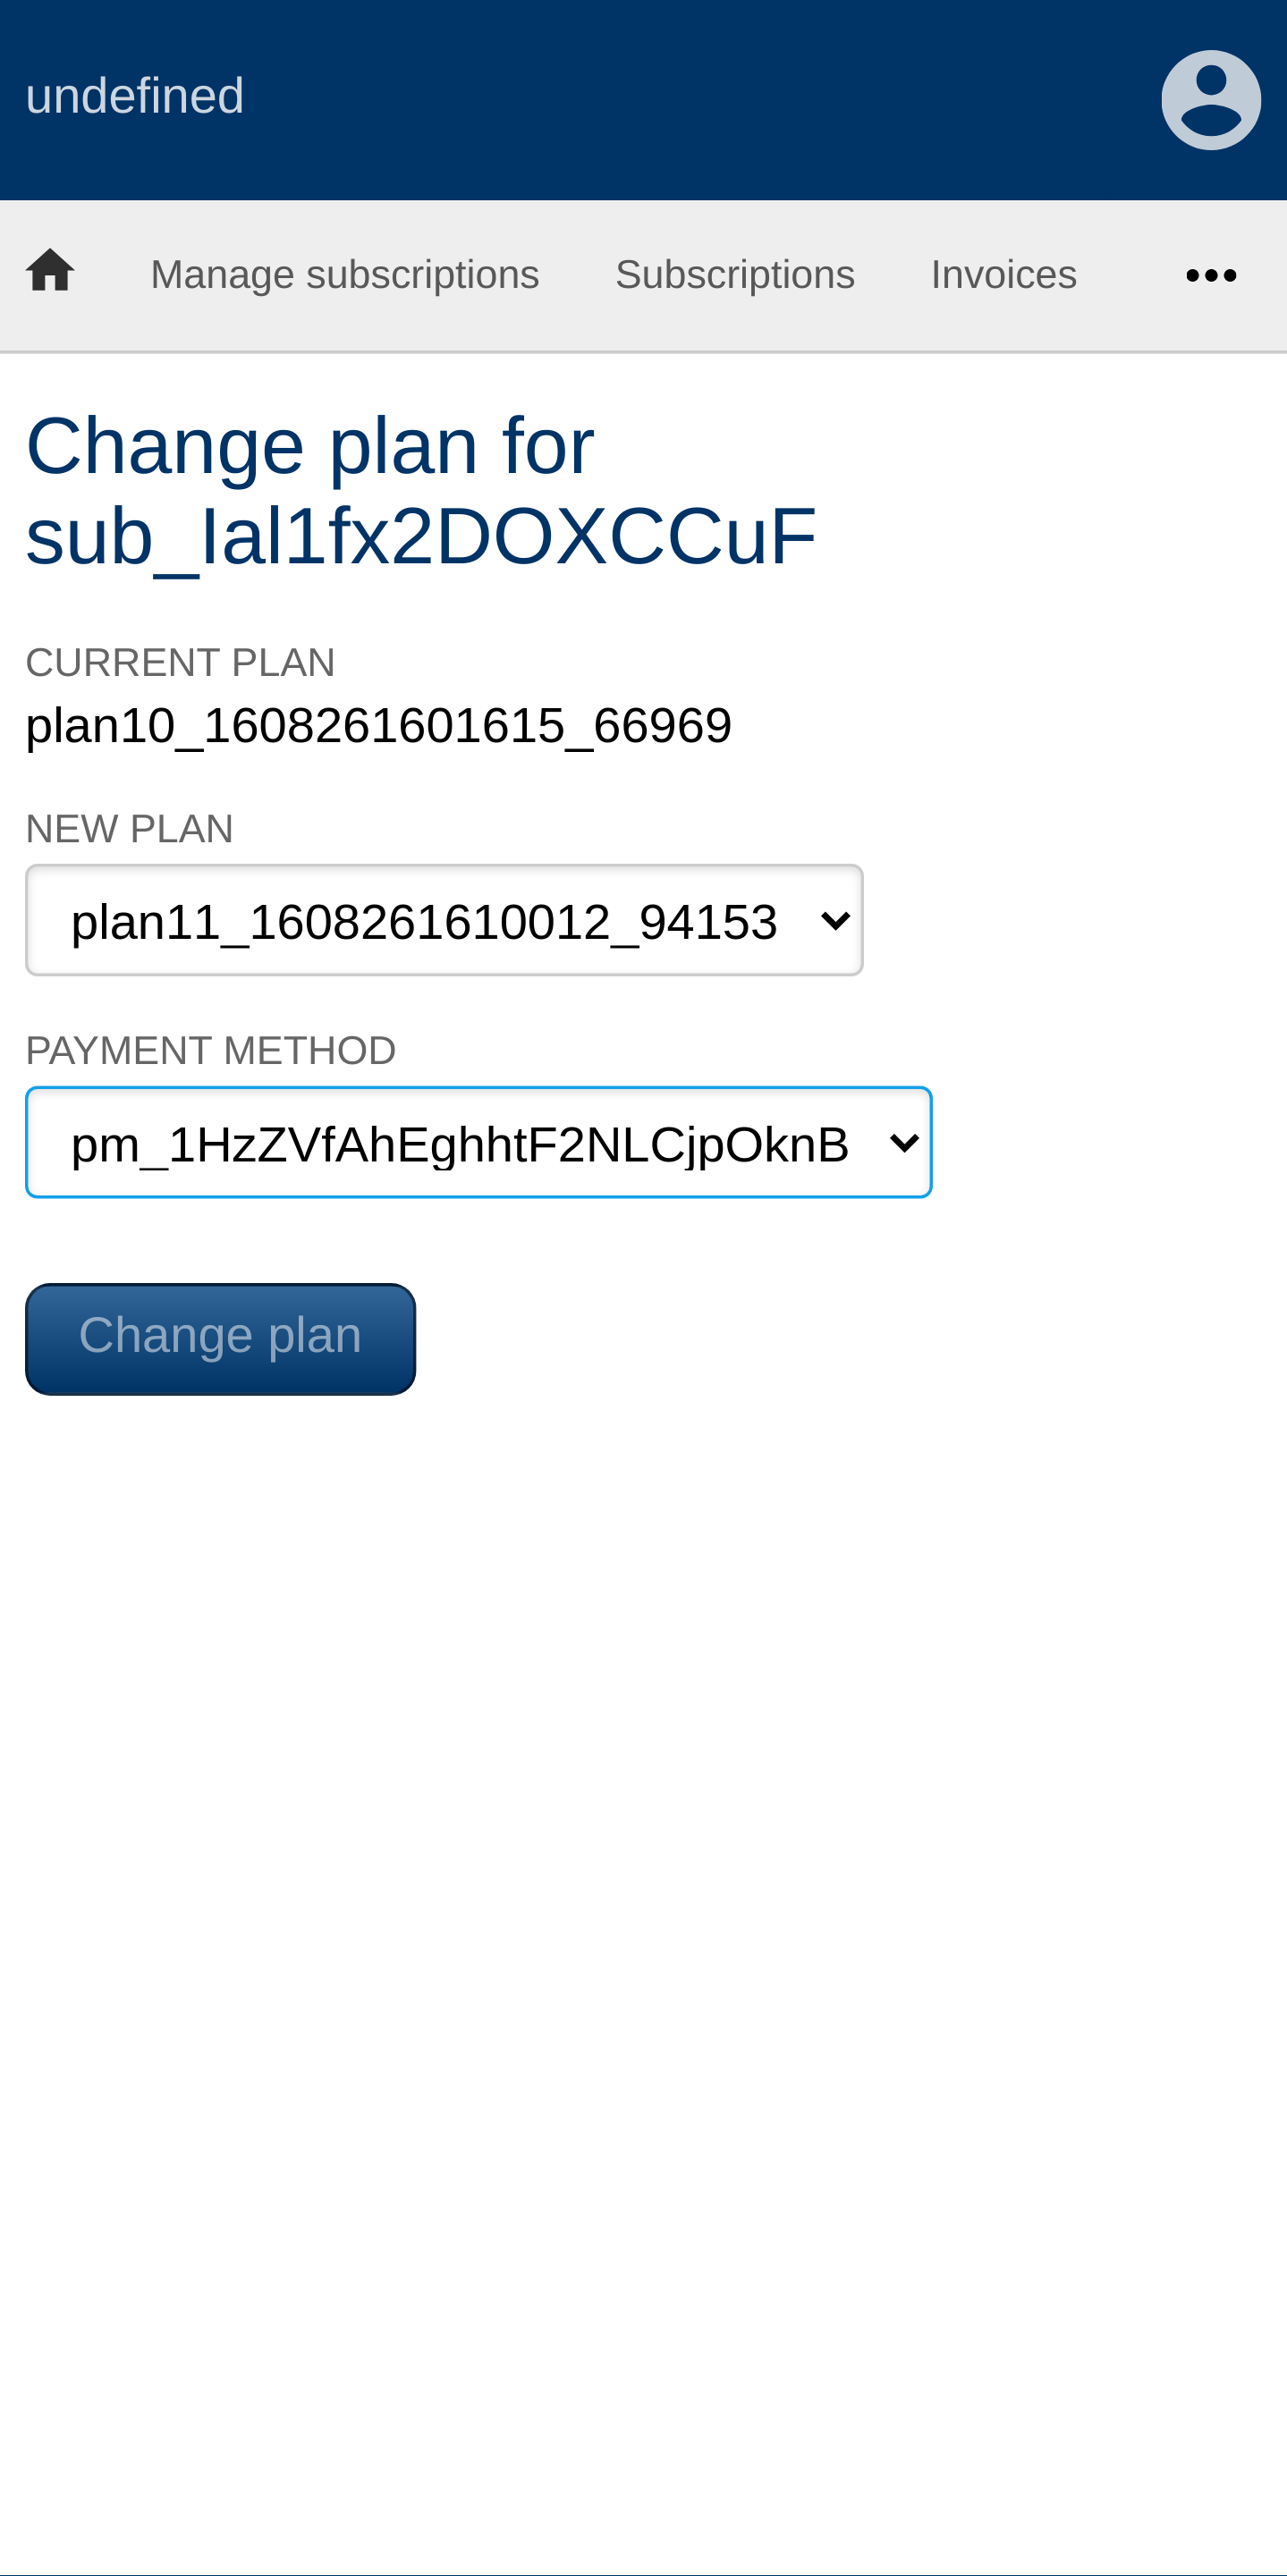 undefined
Manage subscriptions Subscriptions Invoices
Change plan for
sub_Ial1fx2DOXCCuF
CURRENT PLAN
plan10_1608261601615_66969
NEW PLAN
plan11_1608261610012_94153
PAYMENT METHOD
pm_1HzZVfAhEghhtF2NLCjpOknB
Change plan